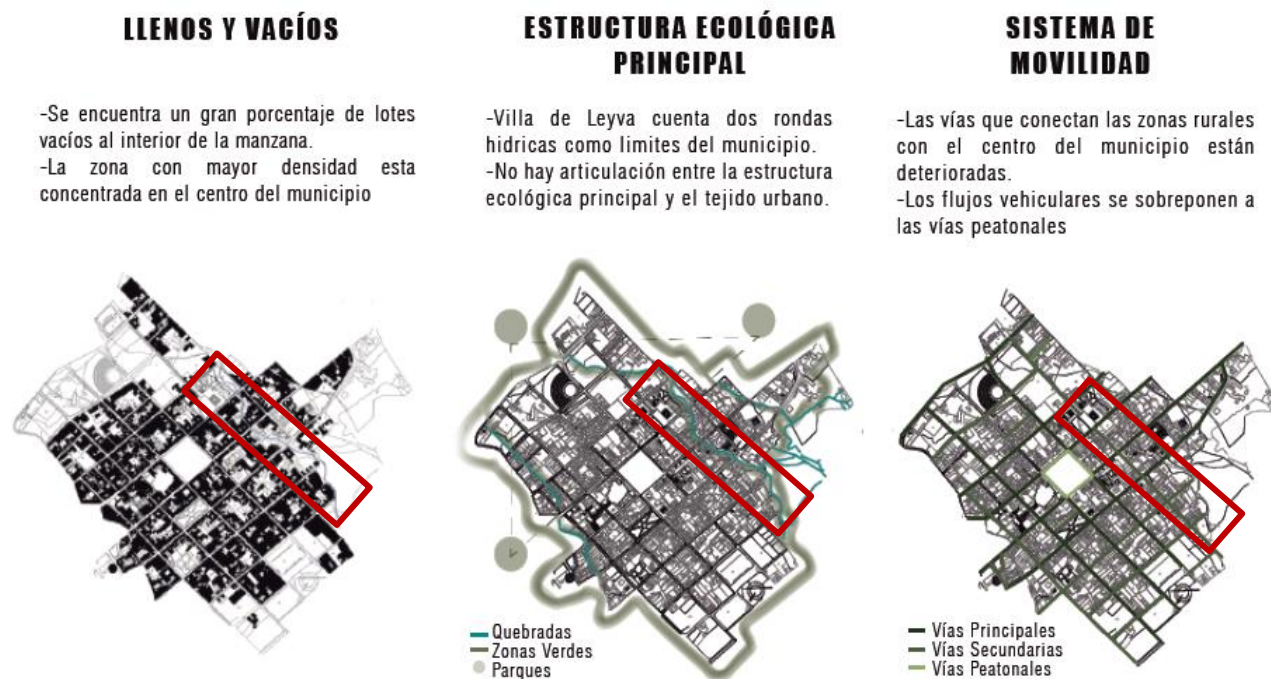 LLENOS Y VACÍOS
-Se encuentra un gran porcentaje de lotes
vacíos al interior de la manzana.
-La zona con mayor densidad esta
concentrada en el centro del municipio
ESTRUCTURA ECOLÓGICA
PRINCIPAL
-Villa de Leyva cuenta dos rondas
hidricas como limites del municipio.
-No hay articulación entre la estructura
ecológica principal y el tejido urbano.
Quebradas
Zonas Verdes
Parques
SISTEMA DE
MOVILIDAD
-Las vías que conectan las zonas rurales
con el centro del municipio están
deterioradas.
-Los flujos vehiculares se sobreponen a
las vías peatonales
Vías Principales
Vías Secundarias
Vías Peatonales